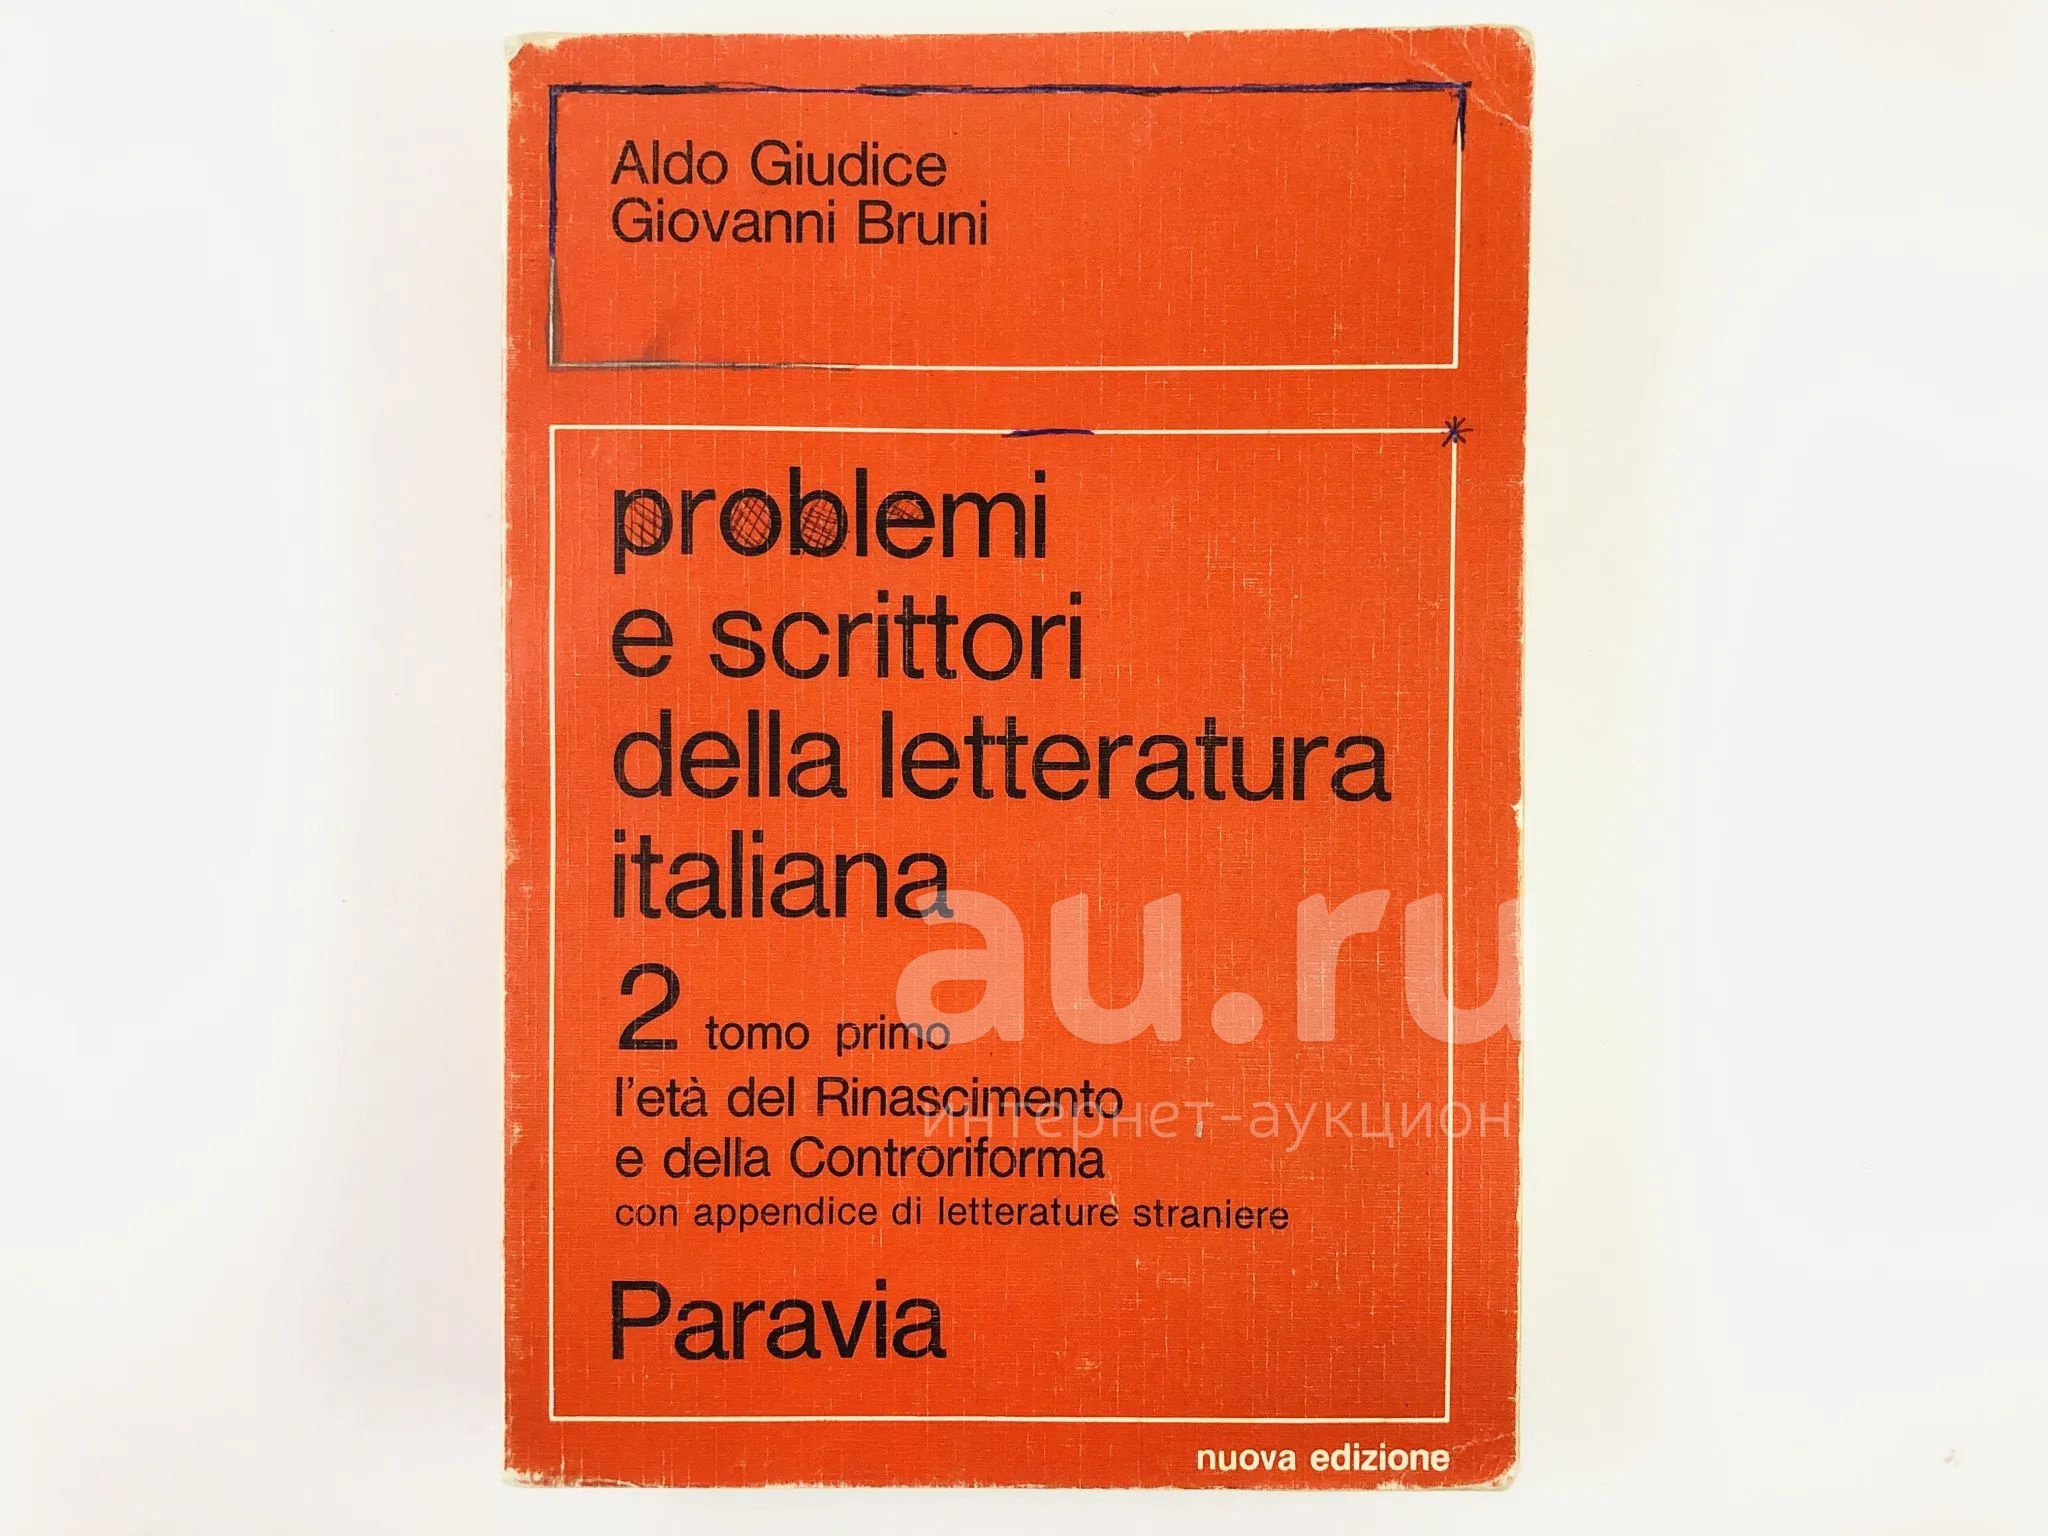 Aldo Giudice
Giovanni Bruni
problemi
e scrittori
della letteratura
italiana
2 tomo primo
l'età del Rinascimento
e della Controriforma
con appendice di letterature straniere
Paravia
nuova edizione
au.ru
интернет-аукцион